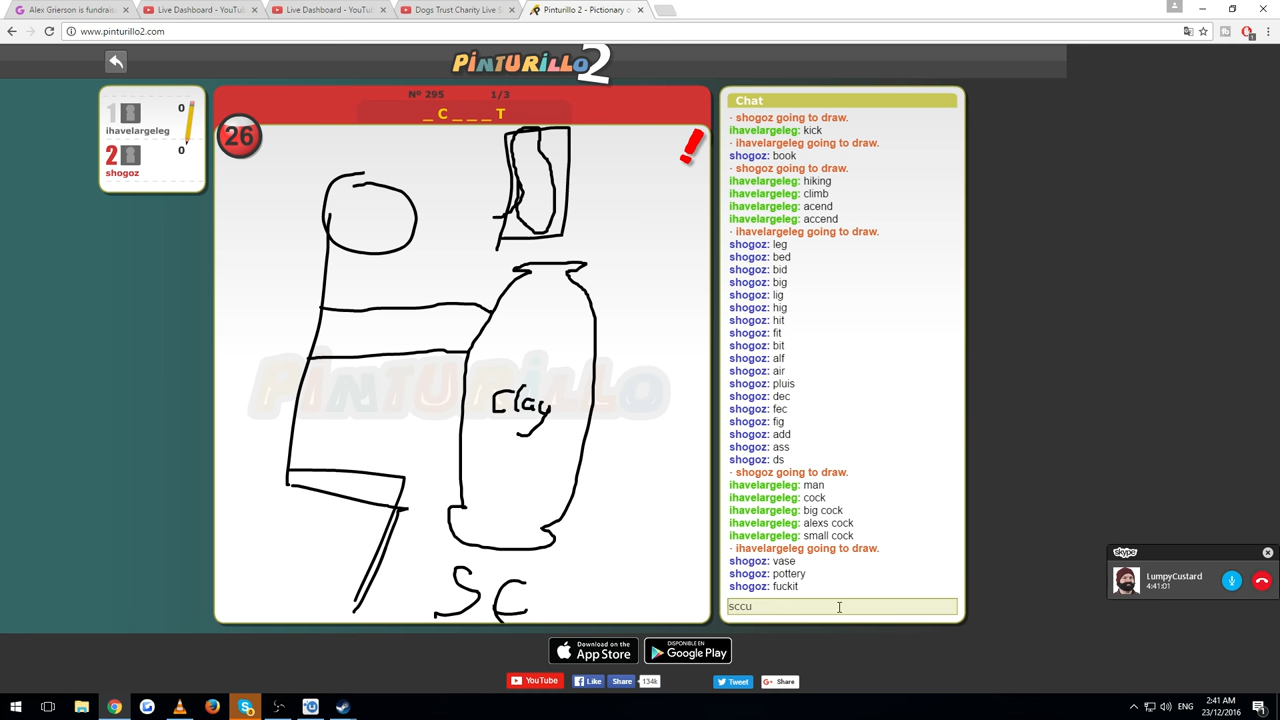 Alex Grierson is fundrais
Live Dashboard - YouTu
Live Dashboard - YouTu
Dogs Trust Charity Live S
Pinturillo 2 - Pictionary o
www.pinturillo2.com
PINTURILLO 2
1
0
ihavelargeleg
2
0
shogoz
Nº 295
1/3
_ C _ _ _ T
26
PINTURILLO
Clay
SC
Chat
· shogoz going to draw.
ihavelargeleg: kick
· ihavelargeleg going to draw.
shogoz: book
· shogoz going to draw.
ihavelargeleg: hiking
ihavelargeleg: climb
ihavelargeleg: acend
ihavelargeleg: accend
· ihavelargeleg going to draw.
shogoz: leg
shogoz: bed
shogoz: bid
shogoz: big
shogoz: lig
shogoz: hig
shogoz: hit
shogoz: fit
shogoz: bit
shogoz: alf
shogoz: air
shogoz: pluis
shogoz: dec
shogoz: fec
shogoz: fig
shogoz: add
shogoz: ass
shogoz: ds
· shogoz going to draw.
ihavelargeleg: man
ihavelargeleg: cock
ihavelargeleg: big cock
ihavelargeleg: alexs cock
ihavelargeleg: small cock
· ihavelargeleg going to draw.
shogoz: vase
shogoz: pottery
shogoz: fuckit
sccu
skype
LumpyCustard
4:41:01
Download on the
App Store
DISPONIBLE EN
Google Play
YouTube
Like
Share
134k
Tweet
Share
ENG
2:41 AM
23/12/2016